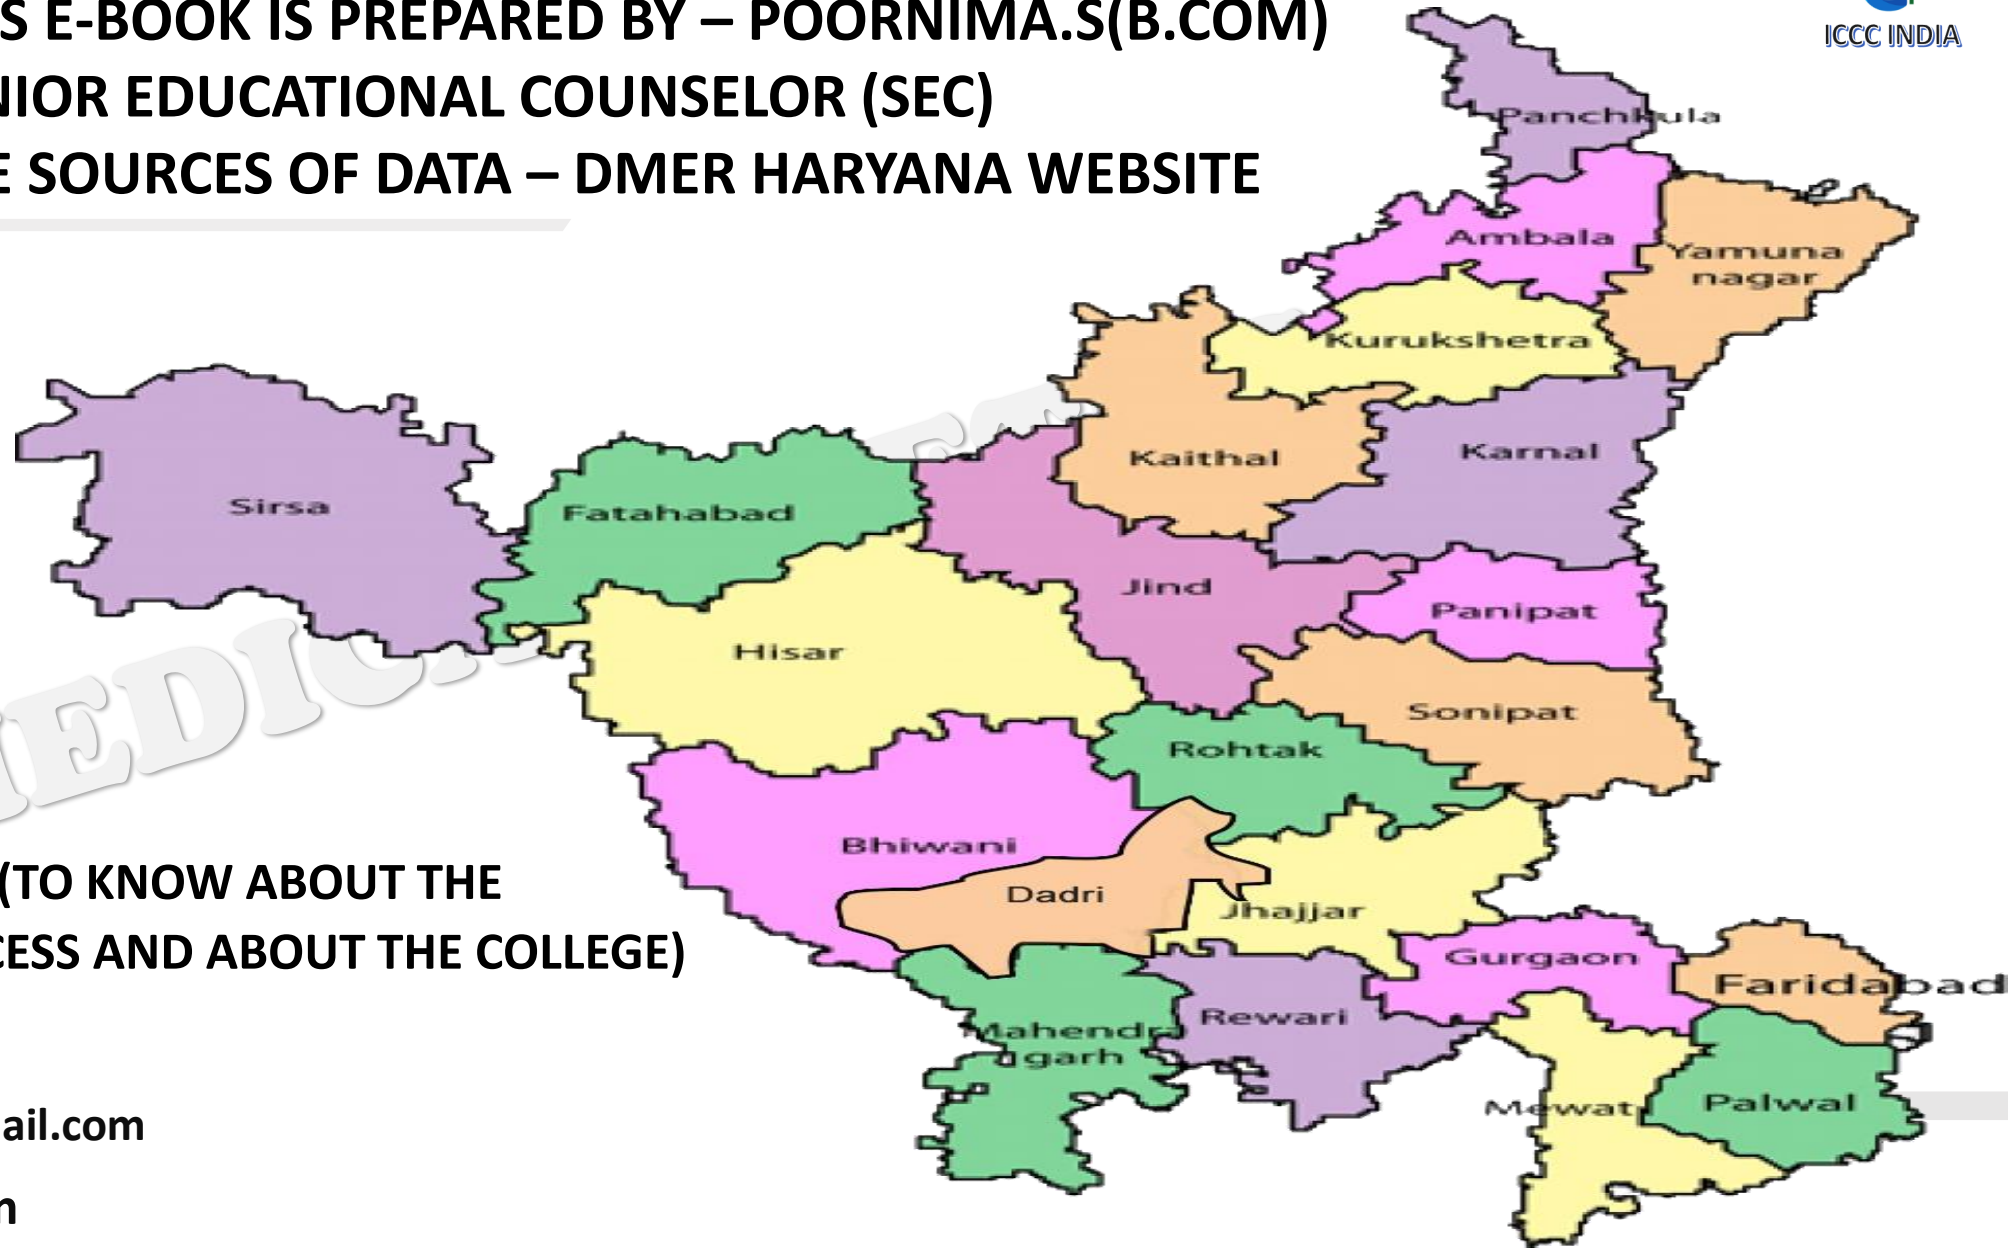 S E-BOOK IS PREPARED BY – POORNIMA.S(B.COM)
NIOR EDUCATIONAL COUNSELOR (SEC)
E SOURCES OF DATA – DMER HARYANA WEBSITE
ICCC INDIA
Panchkula
Ambala
Yamuna
nagar
Kurukshetra
Kaithal
Karnal
Sirsa
Fatahabad
Jind
Panipat
Hisar
Sonipat
Rohtak
Bhiwani
Dadri
Jhajjar
Gurgaon
Faridabad
Mahendra
garh
Rewari
Mewat
Palwal
(TO KNOW ABOUT THE
CESS AND ABOUT THE COLLEGE)
ail.com